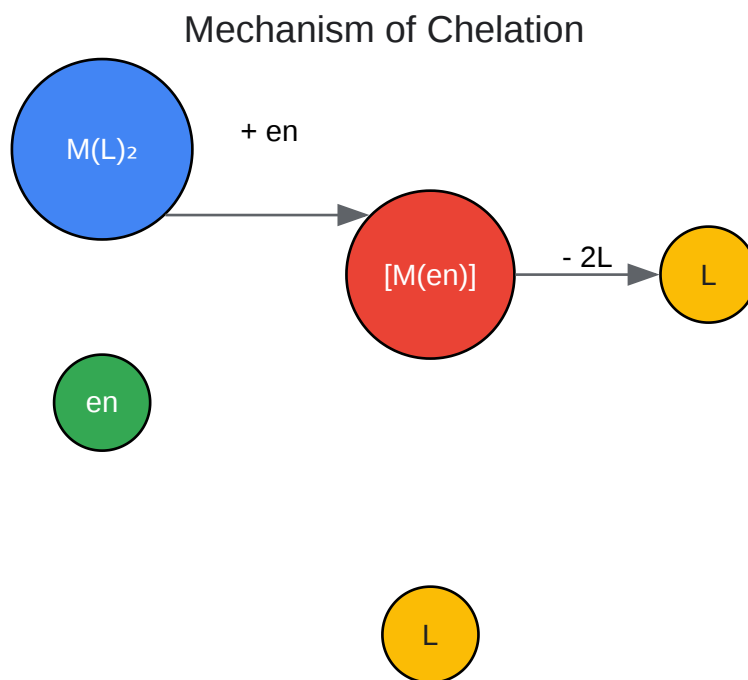 Mechanism of Chelation
M(L)₂
+ en
[M(en)]
- 2L
L
en
L